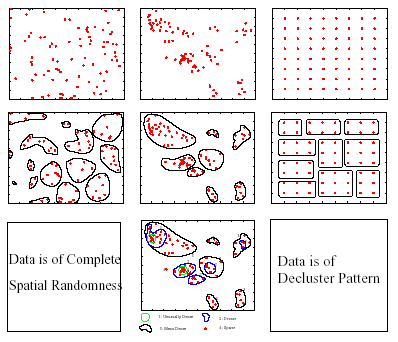 Data is of Complete
Spatial Randomness
Data is of
Decluster Pattern
1: Unusually Dense
2: Dense
3: Mean Dense
4: Sparse